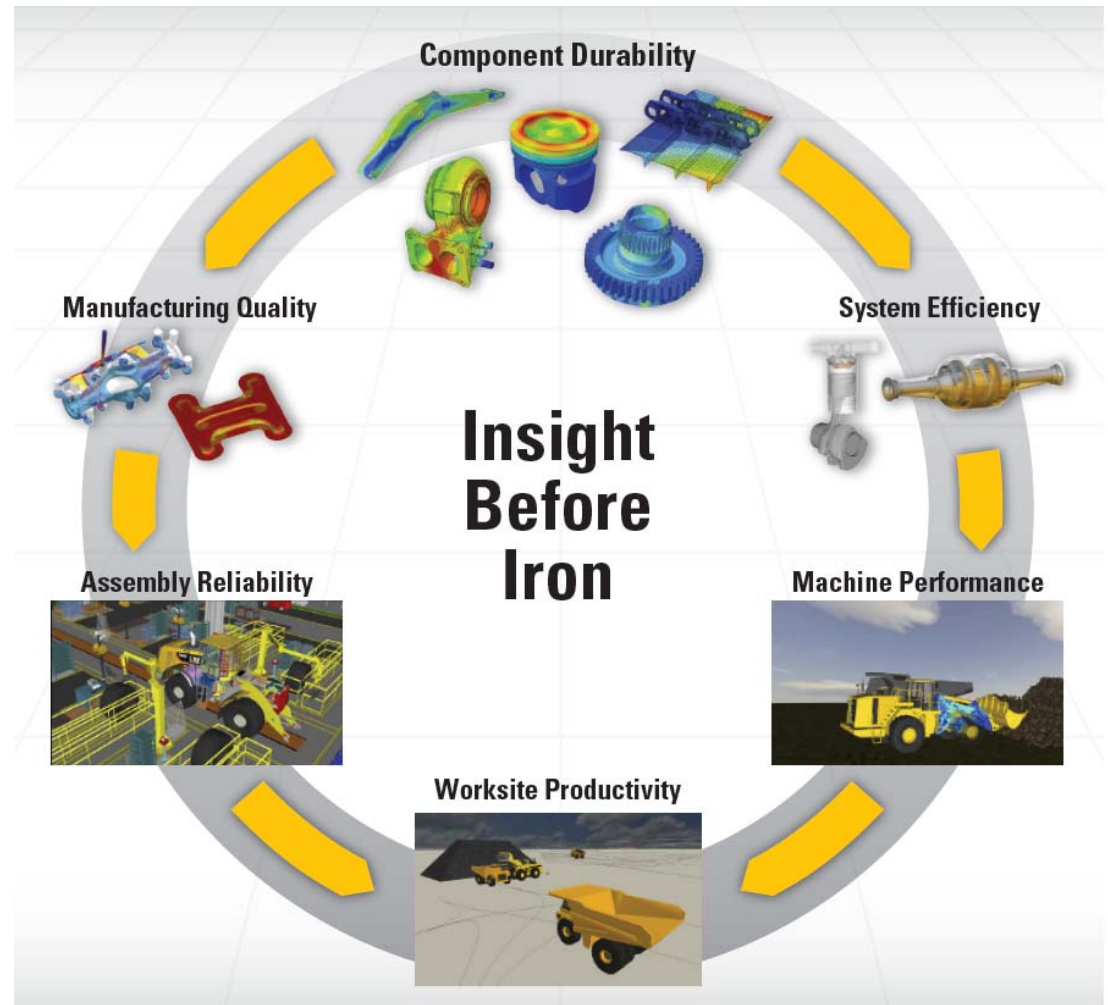 Component Durability
Manufacturing Quality
System Efficiency
Insight
Before
Iron
Assembly Reliability
Machine Performance
Worksite Productivity